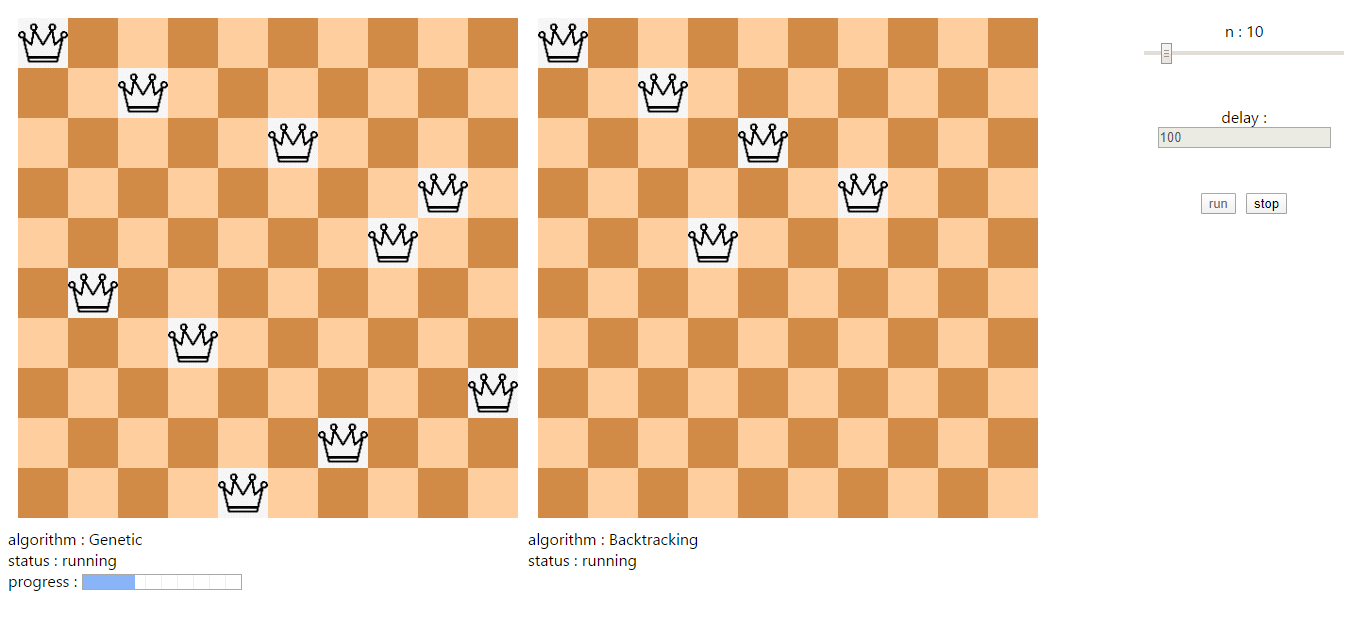 algorithm : Genetic
status : running
progress :
algorithm : Backtracking
status : running
n : 10
delay :
100
run stop